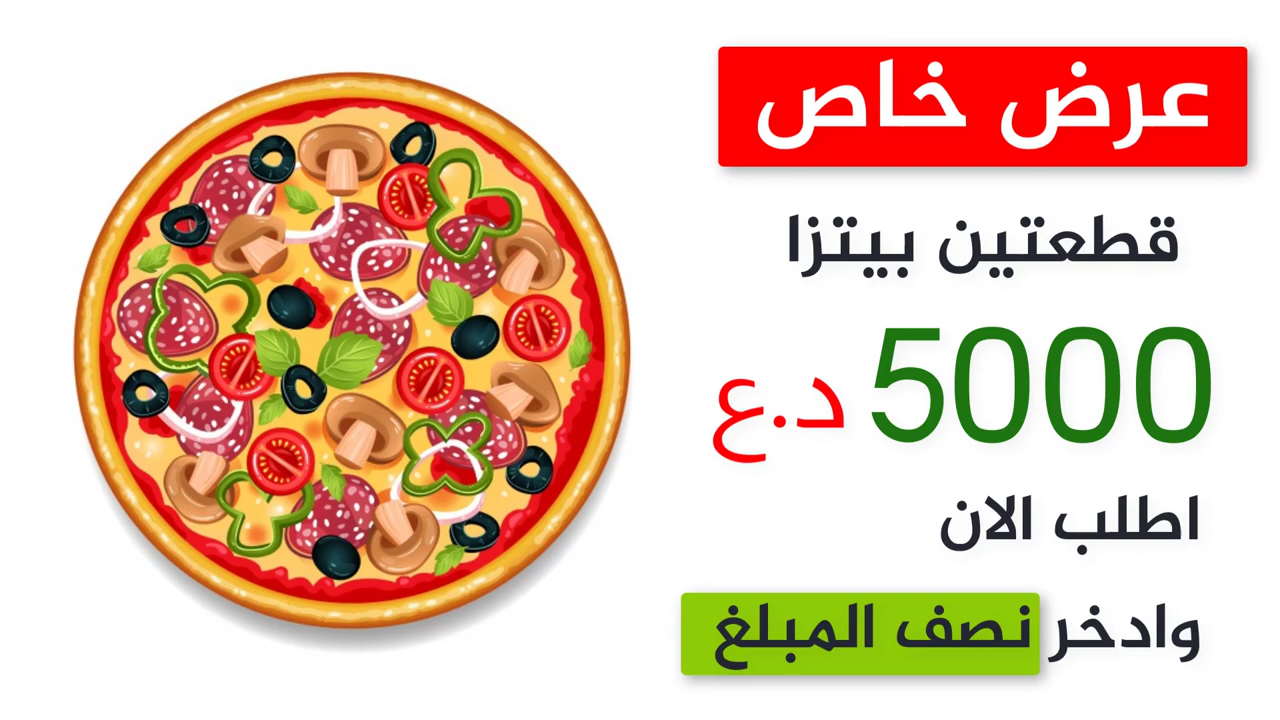 عرض خاص
قطعتين بيتزا
5000 د.ع
اطلب الان
وادخر نصف المبلغ